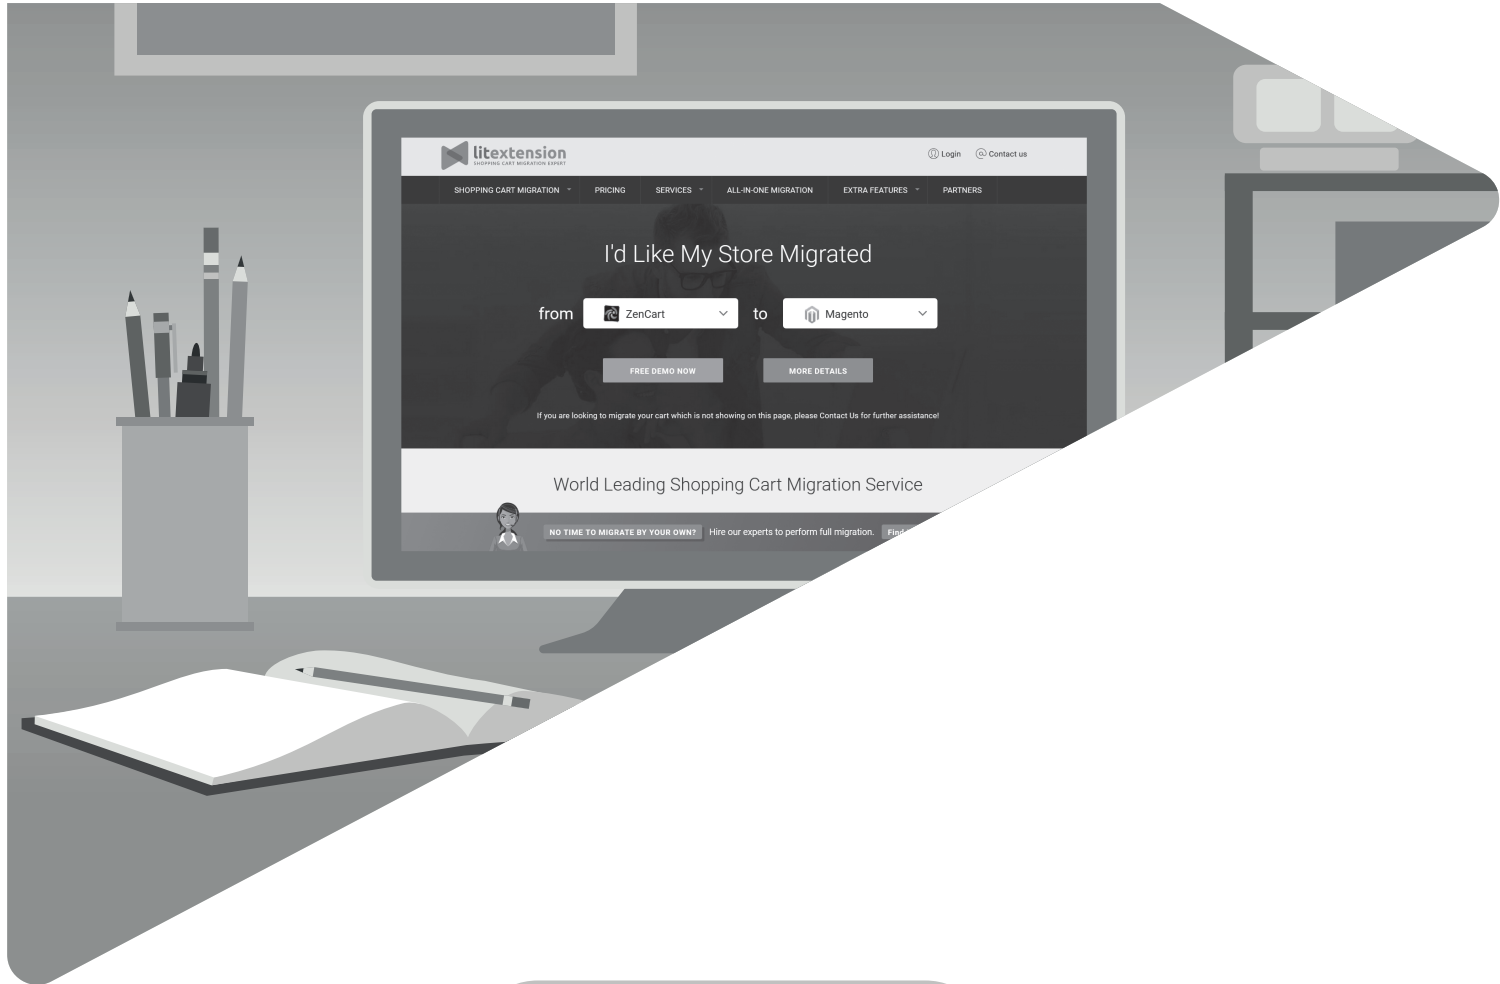 litextension
SHOPPING CART MIGRATION EXPERT
Login
Contact us
SHOPPING CART MIGRATION
PRICING
SERVICES
ALL-IN-ONE MIGRATION
EXTRA FEATURES
PARTNERS
I'd Like My Store Migrated
from
ZenCart
to
Magento
FREE DEMO NOW
MORE DETAILS
If you are looking to migrate your cart which is not showing on this page, please Contact Us for further assistance!
World Leading Shopping Cart Migration Service
NO TIME TO MIGRATE BY YOUR OWN?
Hire our experts to perform full migration.
Find